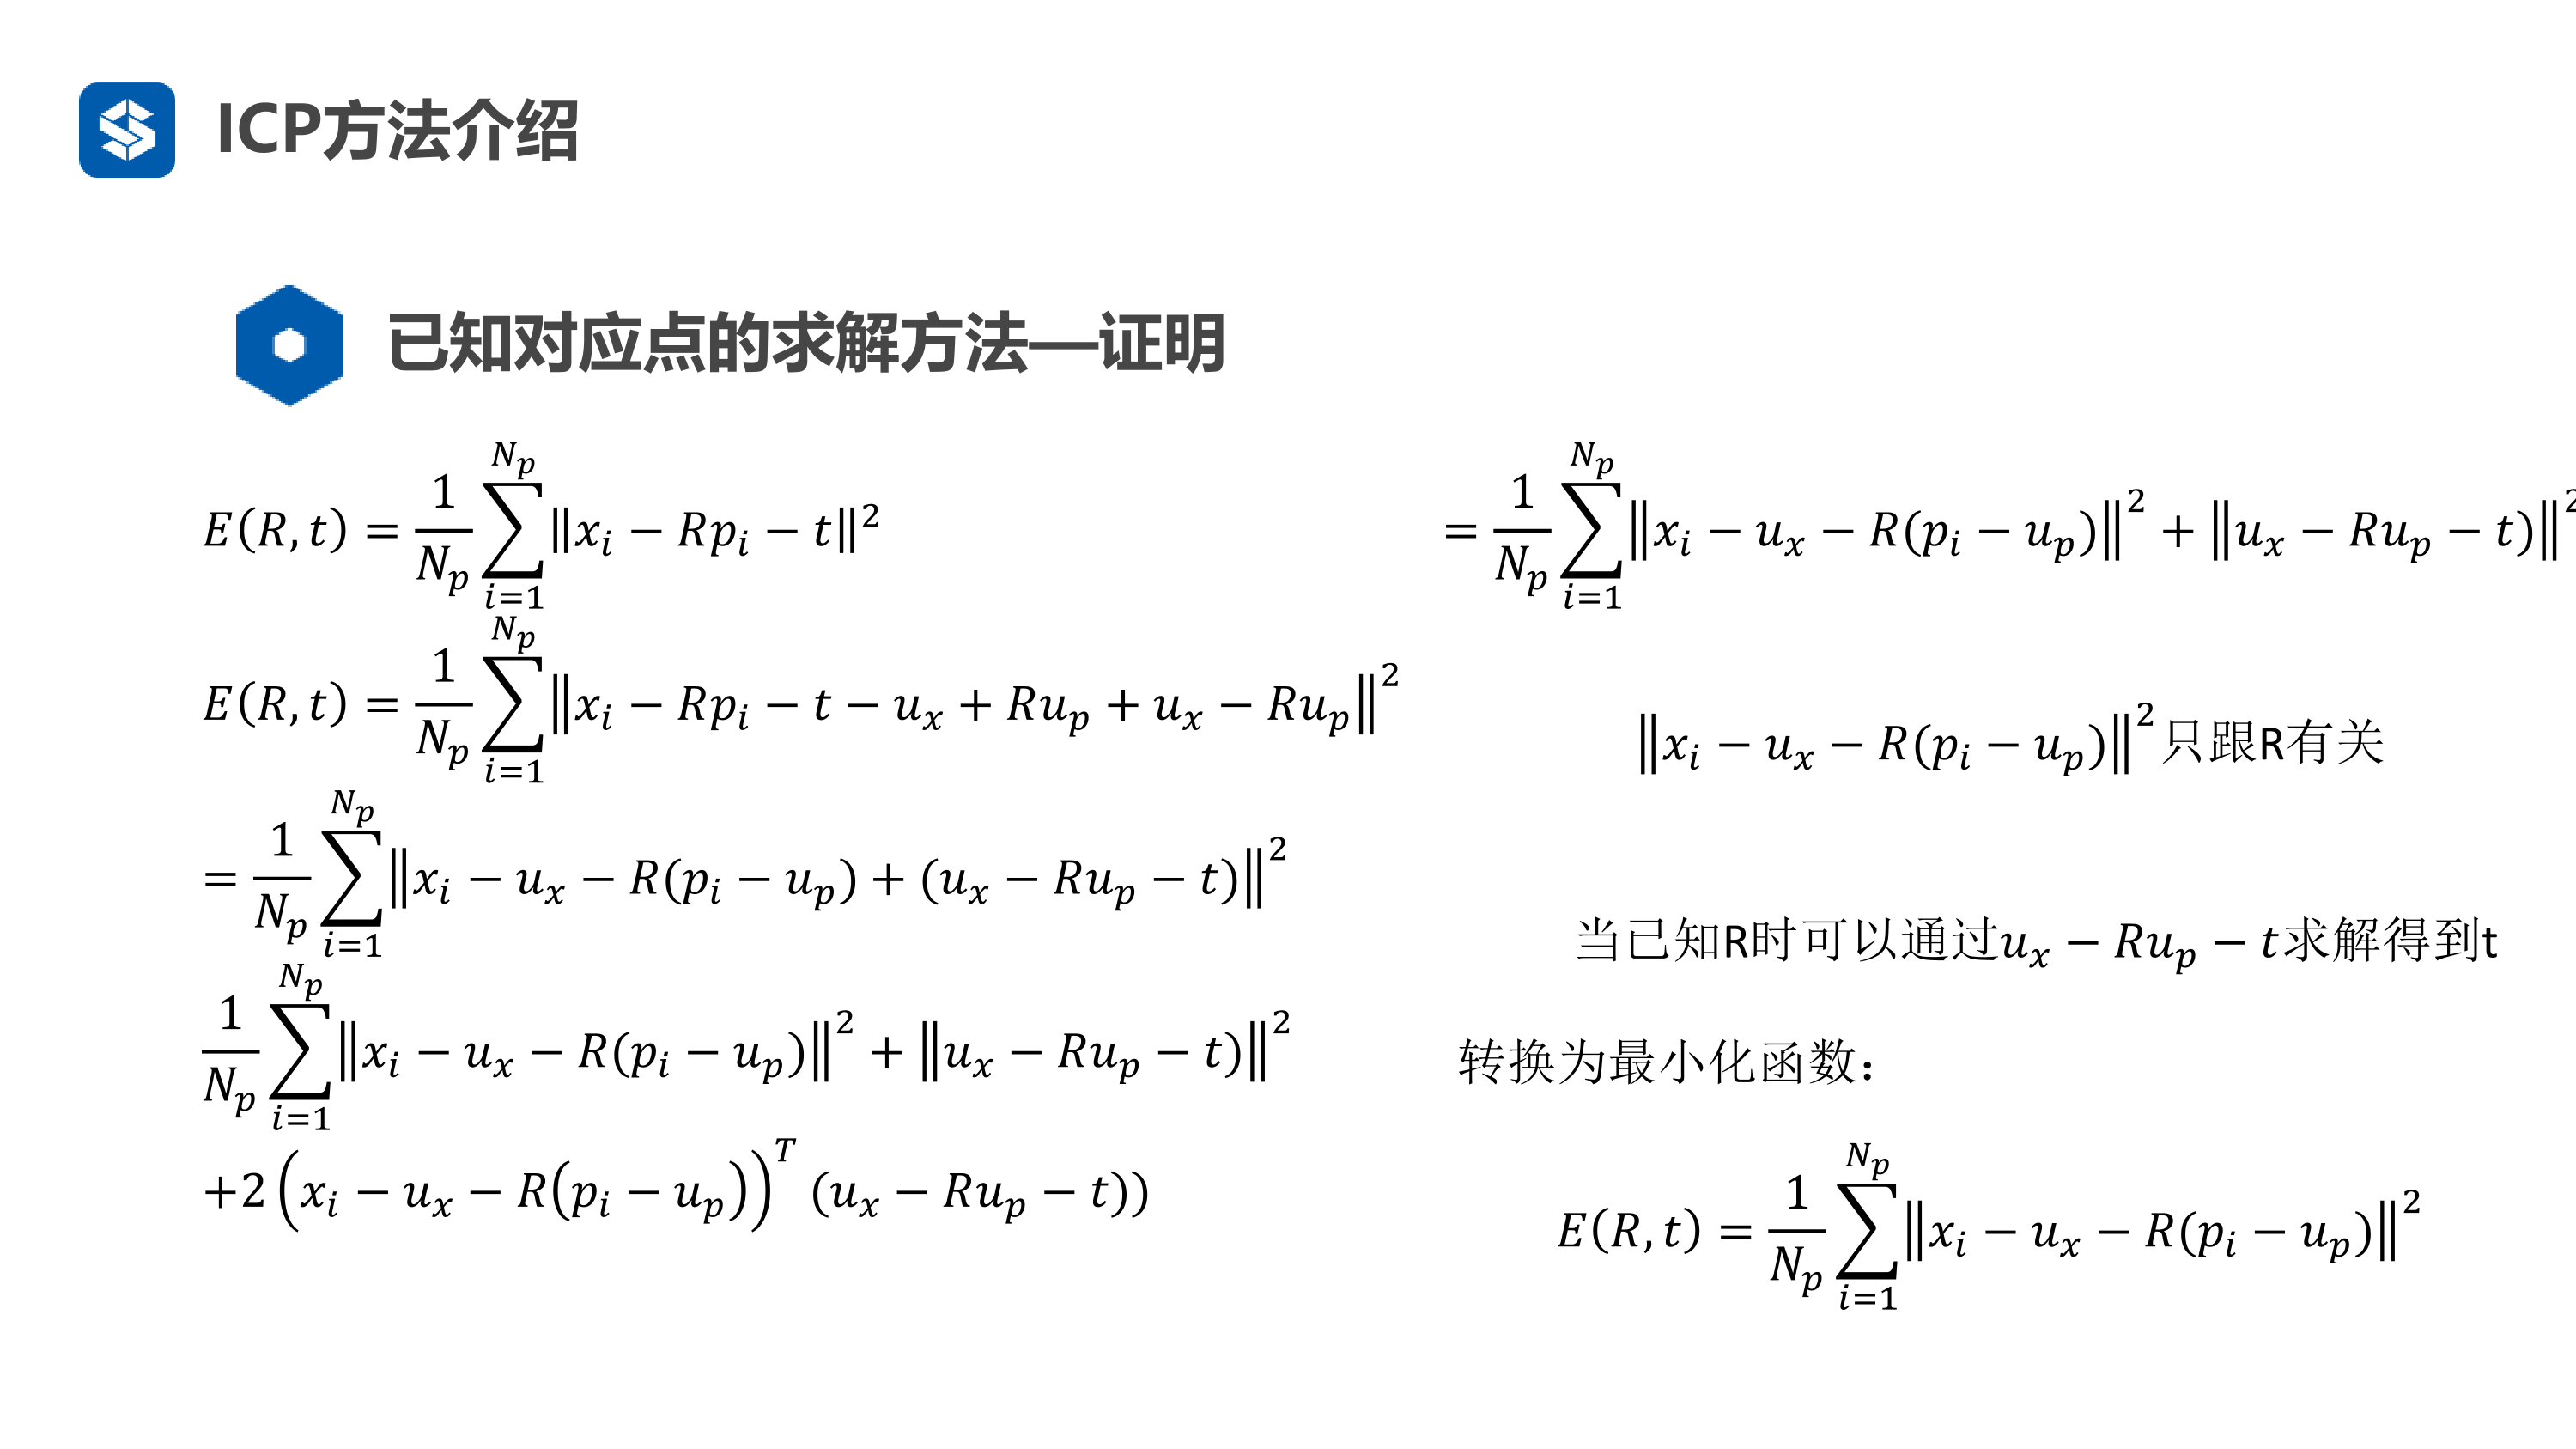 ICP方法介绍
已知对应点的求解方法—证明
$E(R,t) = \frac{1}{N_p}\sum_{i=1}^{N_p}\|x_i - Rp_i - t\|^2$
$E(R,t) = \frac{1}{N_p}\sum_{i=1}^{N_p}\|x_i - Rp_i - t - u_x + Ru_p + u_x - Ru_p\|^2$
$= \frac{1}{N_p}\sum_{i=1}^{N_p}\|x_i - u_x - R(p_i - u_p) + (u_x - Ru_p - t)\|^2$
$\frac{1}{N_p}\sum_{i=1}^{N_p}\|x_i - u_x - R(p_i - u_p)\|^2 + \|u_x - Ru_p - t)\|^2$
$+2\left(x_i - u_x - R(p_i - u_p)\right)^T(u_x - Ru_p - t))$
$= \frac{1}{N_p}\sum_{i=1}^{N_p}\|x_i - u_x - R(p_i - u_p)\|^2 + \|u_x - Ru_p - t)\|^2$
$\|x_i - u_x - R(p_i - u_p)\|^2$只跟R有关
当已知R时可以通过$u_x - Ru_p - t$求解得到t
转换为最小化函数：
$E(R,t) = \frac{1}{N_p}\sum_{i=1}^{N_p}\|x_i - u_x - R(p_i - u_p)\|^2$